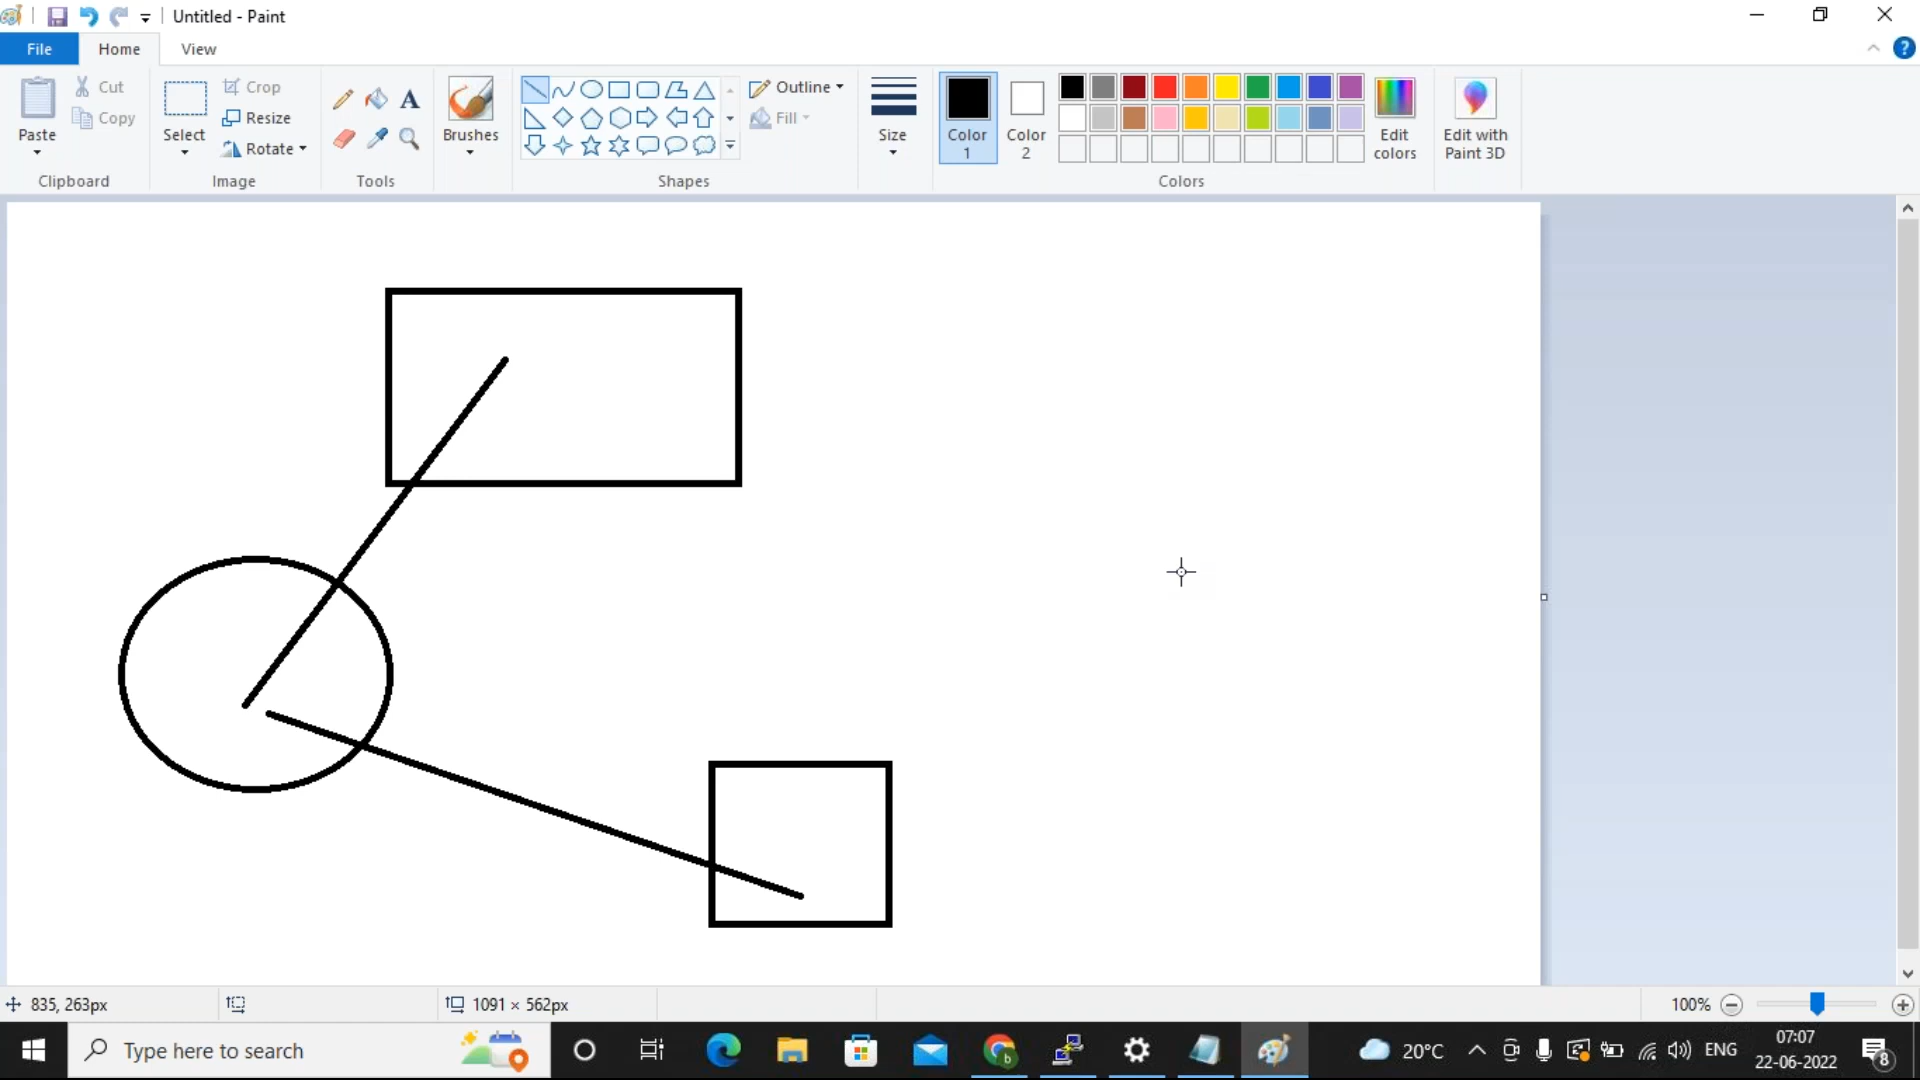 Untitled - Paint
File Home View
Paste Cut Copy Clipboard
Select Crop Resize Rotate Image
Tools
Brushes
Shapes
Outline Fill
Size
Color 1
Color 2
Edit colors
Colors
Edit with Paint 3D
835, 263px
1091 × 562px
100%
Type here to search
20°C
ENG
07:07
22-06-2022
8